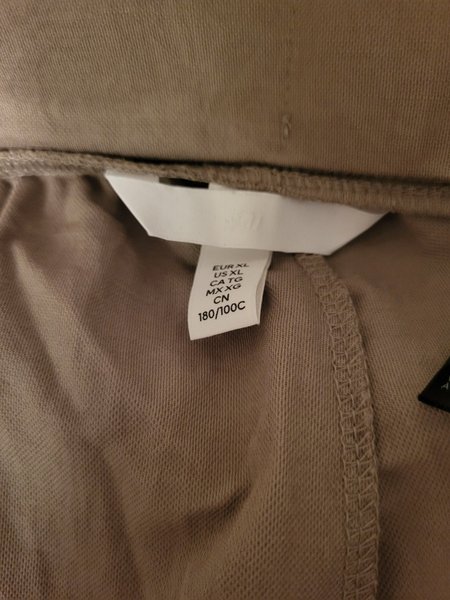 EUR XL
US XL
CA TG
MX XG
CN
180/100C